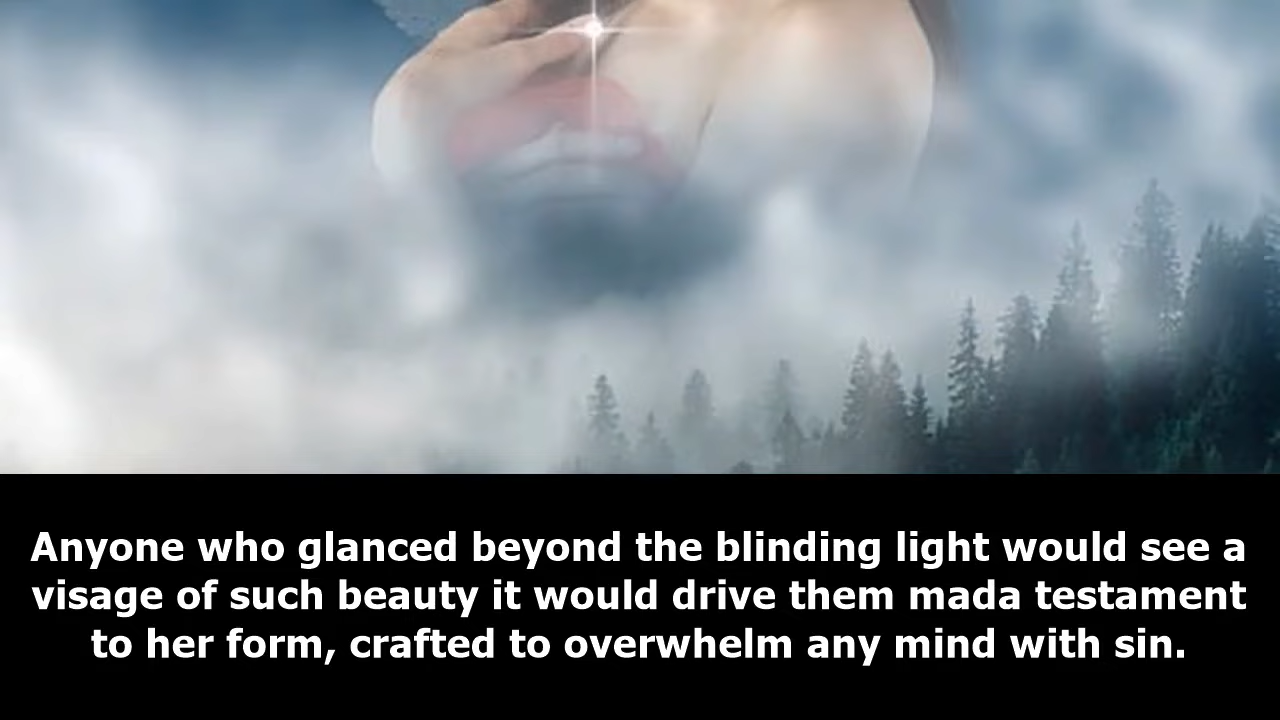 Anyone who glanced beyond the blinding light would see a
visage of such beauty it would drive them mada testament
to her form, crafted to overwhelm any mind with sin.